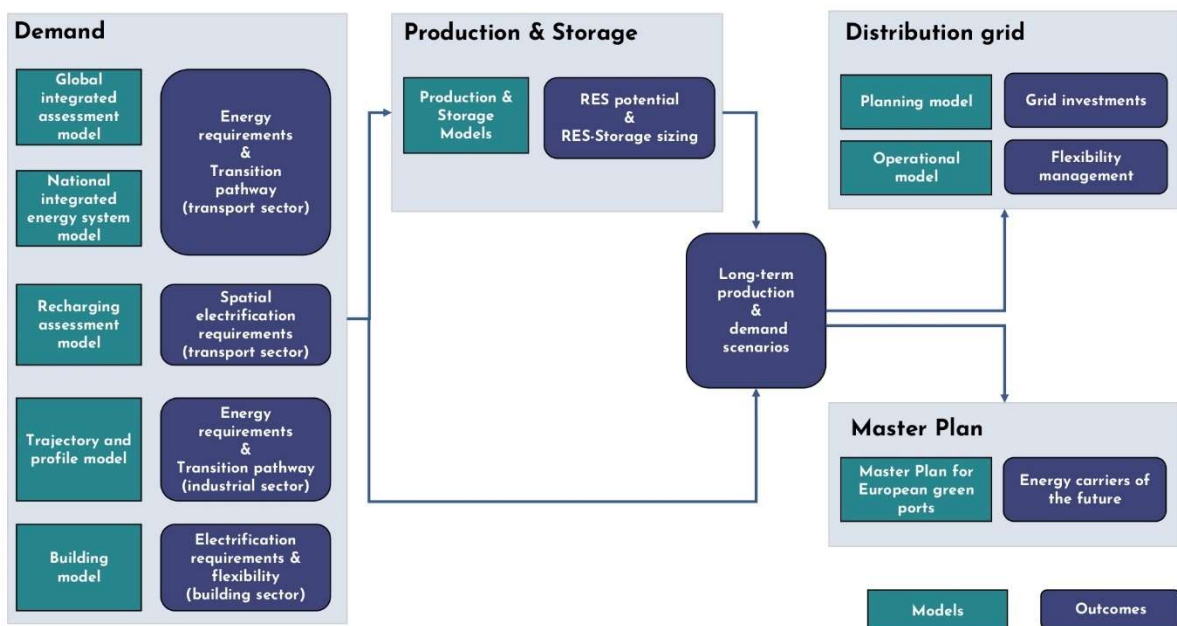 Demand
Global
integrated
assessment
model
National
integrated
energy system
model
Energy
requirements
&
Transition
pathway
(transport sector)
Recharging
assessment
model
Spatial
electrification
requirements
(transport sector)
Trajectory and
profile model
Energy
requirements
&
Transition pathway
(industrial sector)
Building
model
Electrification
requirements &
flexibility
(building sector)
Production & Storage
Production &
Storage
Models
RES potential
&
RES-Storage sizing
Long-term
production
&
demand
scenarios
Distribution grid
Planning model
Grid investments
Operational
model
Flexibility
management
Master Plan
Master Plan for
European green
ports
Energy carriers of
the future
Models
Outcomes